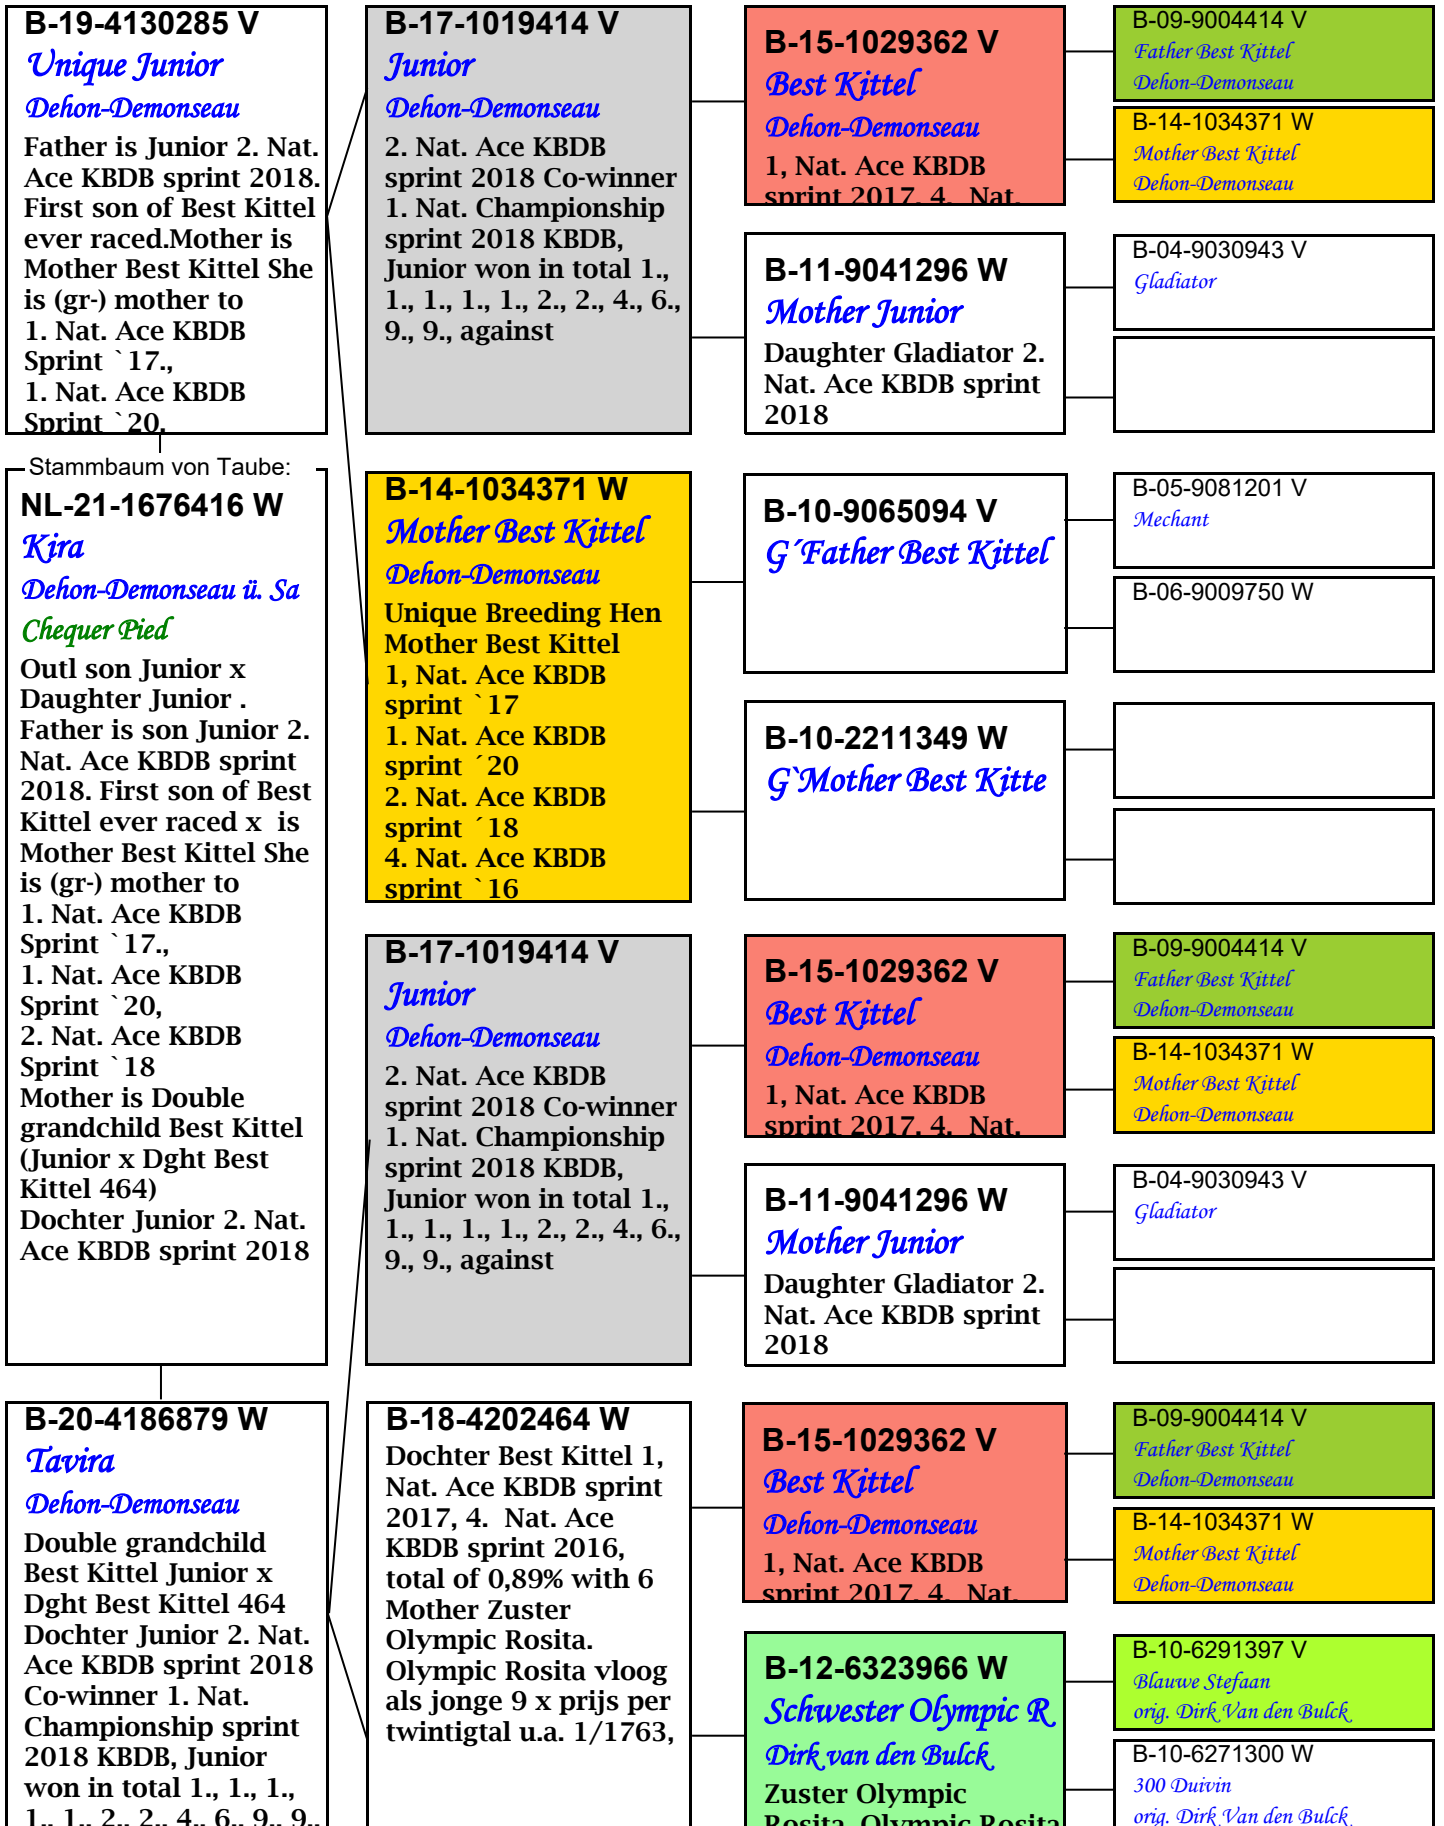 B-19-4130285 V
Unique Junior
Dehon-Demonseau
Father is Junior 2. Nat.
Ace KBDB sprint 2018.
First son of Best Kittel
ever raced.Mother is
Mother Best Kittel She
is (gr-) mother to
1. Nat. Ace KBDB
Sprint `17.,
1. Nat. Ace KBDB
Sprint `20.
Stammbaum von Taube:
NL-21-1676416 W
Kira
Dehon-Demonseau ü. Sa
Chequer Pied
Outl son Junior x
Daughter Junior .
Father is son Junior 2.
Nat. Ace KBDB sprint
2018. First son of Best
Kittel ever raced x  is
Mother Best Kittel She
is (gr-) mother to
1. Nat. Ace KBDB
Sprint `17.,
1. Nat. Ace KBDB
Sprint `20,
2. Nat. Ace KBDB
Sprint `18
Mother is Double
grandchild Best Kittel
(Junior x Dght Best
Kittel 464)
Dochter Junior 2. Nat.
Ace KBDB sprint 2018
B-20-4186879 W
Tavira
Dehon-Demonseau
Double grandchild
Best Kittel Junior x
Dght Best Kittel 464
Dochter Junior 2. Nat.
Ace KBDB sprint 2018
Co-winner 1. Nat.
Championship sprint
2018 KBDB, Junior
won in total 1., 1., 1.,
1., 1., 2., 2., 4., 6., 9., 9.,
B-17-1019414 V
Junior
Dehon-Demonseau
2. Nat. Ace KBDB
sprint 2018 Co-winner
1. Nat. Championship
sprint 2018 KBDB,
Junior won in total 1.,
1., 1., 1., 1., 2., 2., 4., 6.,
9., 9., against
B-14-1034371 W
Mother Best Kittel
Dehon-Demonseau
Unique Breeding Hen
Mother Best Kittel
1, Nat. Ace KBDB
sprint `17
1. Nat. Ace KBDB
sprint ´20
2. Nat. Ace KBDB
sprint ´18
4. Nat. Ace KBDB
sprint `16
B-17-1019414 V
Junior
Dehon-Demonseau
2. Nat. Ace KBDB
sprint 2018 Co-winner
1. Nat. Championship
sprint 2018 KBDB,
Junior won in total 1.,
1., 1., 1., 1., 2., 2., 4., 6.,
9., 9., against
B-18-4202464 W
Dochter Best Kittel 1,
Nat. Ace KBDB sprint
2017, 4.  Nat. Ace
KBDB sprint 2016,
total of 0,89% with 6
Mother Zuster
Olympic Rosita.
Olympic Rosita vloog
als jonge 9 x prijs per
twintigtal u.a. 1/1763,
B-15-1029362 V
Best Kittel
Dehon-Demonseau
1, Nat. Ace KBDB
sprint 2017, 4.  Nat.
B-11-9041296 W
Mother Junior
Daughter Gladiator 2.
Nat. Ace KBDB sprint
2018
B-10-9065094 V
G´Father Best Kittel
B-10-2211349 W
G`Mother Best Kitte
B-15-1029362 V
Best Kittel
Dehon-Demonseau
1, Nat. Ace KBDB
sprint 2017, 4.  Nat.
B-11-9041296 W
Mother Junior
Daughter Gladiator 2.
Nat. Ace KBDB sprint
2018
B-15-1029362 V
Best Kittel
Dehon-Demonseau
1, Nat. Ace KBDB
sprint 2017, 4.  Nat.
B-12-6323966 W
Schwester Olympic R
Dirk van den Bulck
Zuster Olympic
Rosita. Olympic Rosita
B-09-9004414 V
Father Best Kittel
Dehon-Demonseau
B-14-1034371 W
Mother Best Kittel
Dehon-Demonseau
B-04-9030943 V
Gladiator
B-05-9081201 V
Mechant
B-06-9009750 W
B-09-9004414 V
Father Best Kittel
Dehon-Demonseau
B-14-1034371 W
Mother Best Kittel
Dehon-Demonseau
B-04-9030943 V
Gladiator
B-09-9004414 V
Father Best Kittel
Dehon-Demonseau
B-14-1034371 W
Mother Best Kittel
Dehon-Demonseau
B-10-6291397 V
Blauwe Stefaan
orig. Dirk Van den Bulck
B-10-6271300 W
300 Duivin
orig. Dirk Van den Bulck